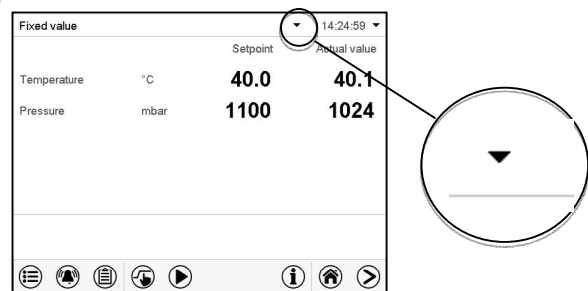 Fixed value 14:24:59
Setpoint Actual value
Temperature °C 40.0 40.1
Pressure mbar 1100 1024
i